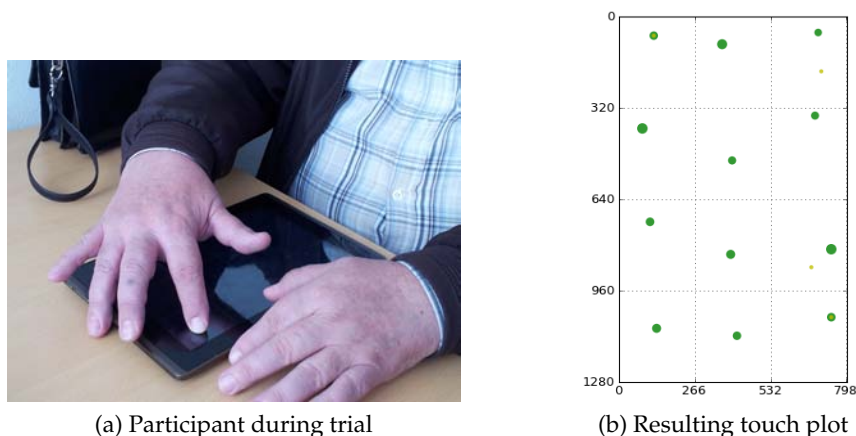 0
320
640
960
1280
0 266 532 798
(a) Participant during trial
(b) Resulting touch plot